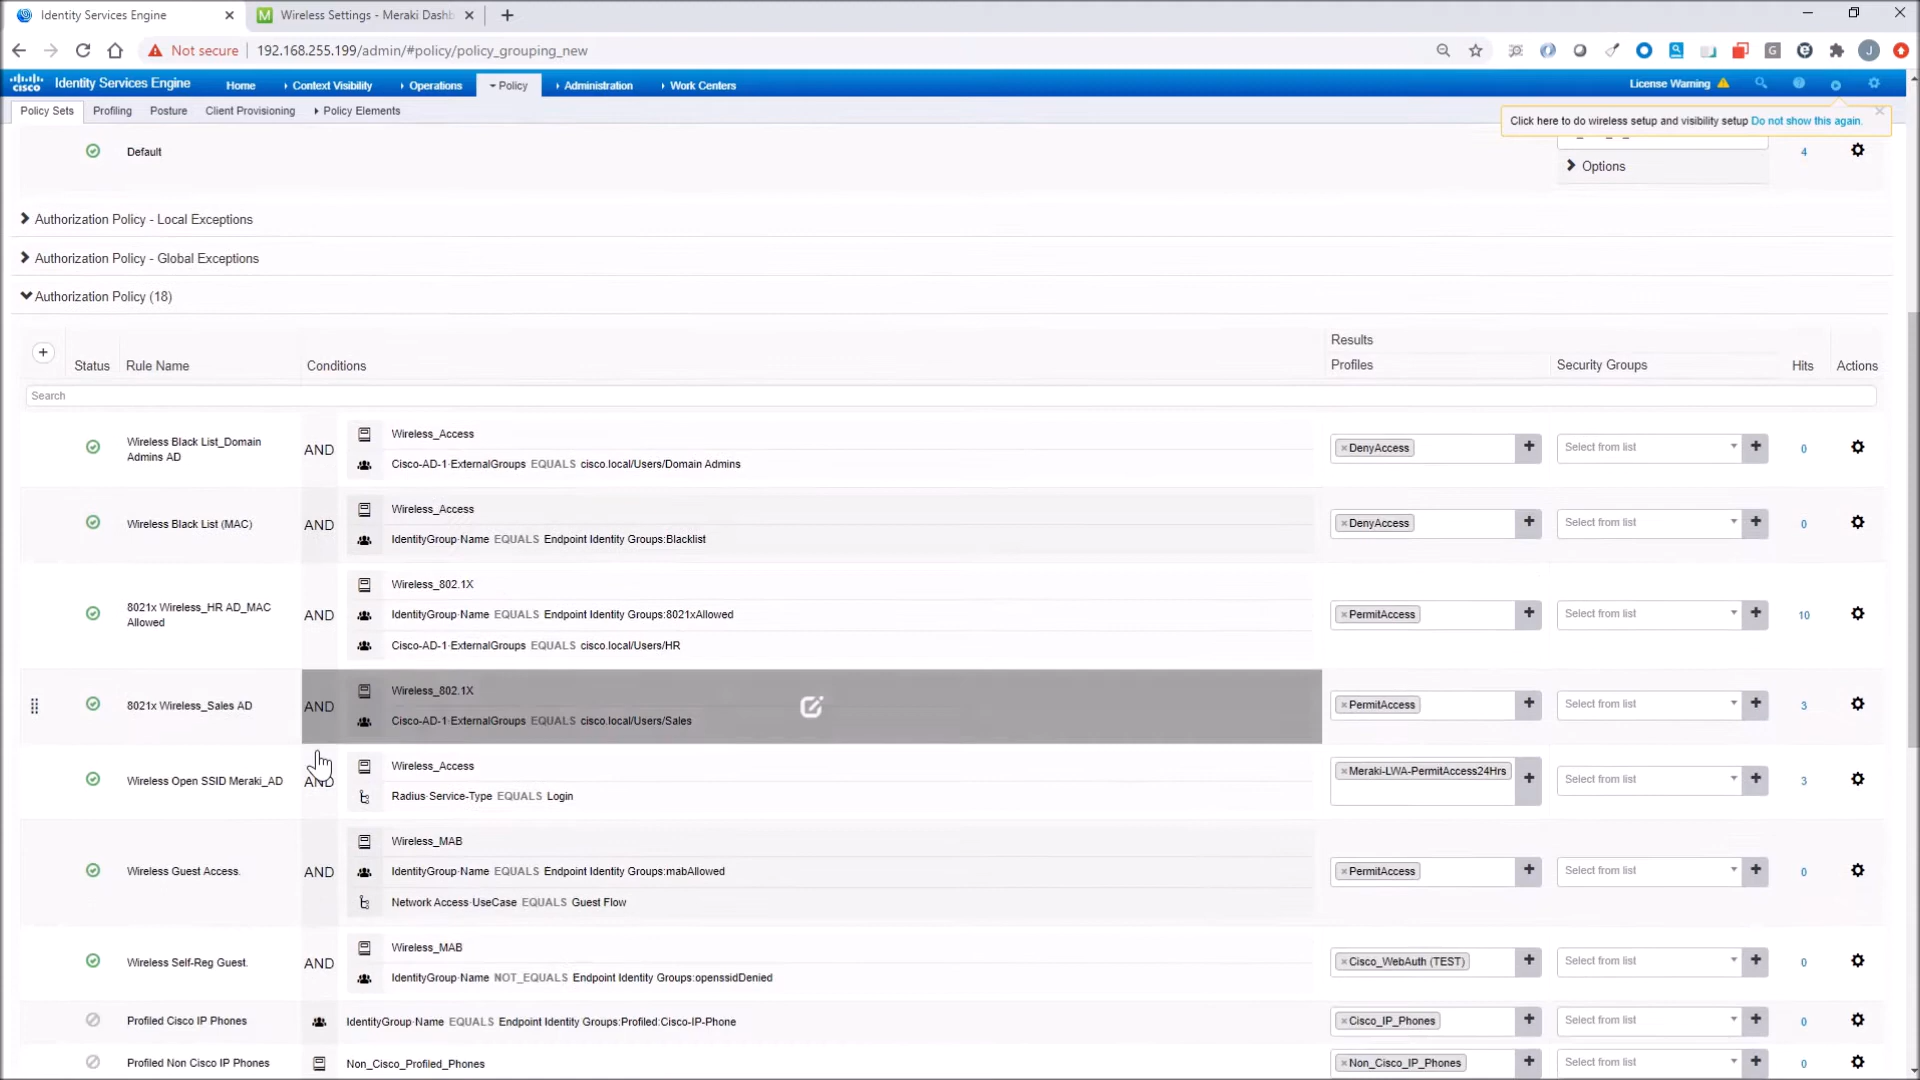 Identity Services Engine
Wireless Settings - Meraki Dashb
Not secure
192.168.255.199/admin/#policy/policy_grouping_new
CISCO
Identity Services Engine
Home
Context Visibility
Operations
Policy
Administration
Work Centers
License Warning
Policy Sets
Profiling
Posture
Client Provisioning
Policy Elements
Click here to do wireless setup and visibility setup Do not show this again.
Default
Options
4
Authorization Policy - Local Exceptions
Authorization Policy - Global Exceptions
Authorization Policy (18)
Results
Status
Rule Name
Conditions
Profiles
Security Groups
Hits
Actions
Search
Wireless Black List_Domain
Admins AD
AND
Wireless_Access
Cisco-AD-1·ExternalGroups EQUALS cisco.local/Users/Domain Admins
×DenyAccess
Select from list
0
Wireless Black List (MAC)
AND
Wireless_Access
IdentityGroup·Name EQUALS Endpoint Identity Groups:Blacklist
×DenyAccess
Select from list
0
8021x Wireless_HR AD_MAC
Allowed
AND
Wireless_802.1X
IdentityGroup·Name EQUALS Endpoint Identity Groups:8021xAllowed
Cisco-AD-1·ExternalGroups EQUALS cisco.local/Users/HR
×PermitAccess
Select from list
10
8021x Wireless_Sales AD
AND
Wireless_802.1X
Cisco-AD-1·ExternalGroups EQUALS cisco.local/Users/Sales
×PermitAccess
Select from list
3
Wireless Open SSID Meraki_AD
AND
Wireless_Access
Radius·Service-Type EQUALS Login
×Meraki-LWA-PermitAccess24Hrs
Select from list
3
Wireless Guest Access.
AND
Wireless_MAB
IdentityGroup·Name EQUALS Endpoint Identity Groups:mabAllowed
Network Access·UseCase EQUALS Guest Flow
×PermitAccess
Select from list
0
Wireless Self-Reg Guest.
AND
Wireless_MAB
IdentityGroup·Name NOT_EQUALS Endpoint Identity Groups:openssidDenied
×Cisco_WebAuth (TEST)
Select from list
0
Profiled Cisco IP Phones
IdentityGroup·Name EQUALS Endpoint Identity Groups:Profiled:Cisco-IP-Phone
×Cisco_IP_Phones
Select from list
0
Profiled Non Cisco IP Phones
Non_Cisco_Profiled_Phones
×Non_Cisco_IP_Phones
Select from list
0